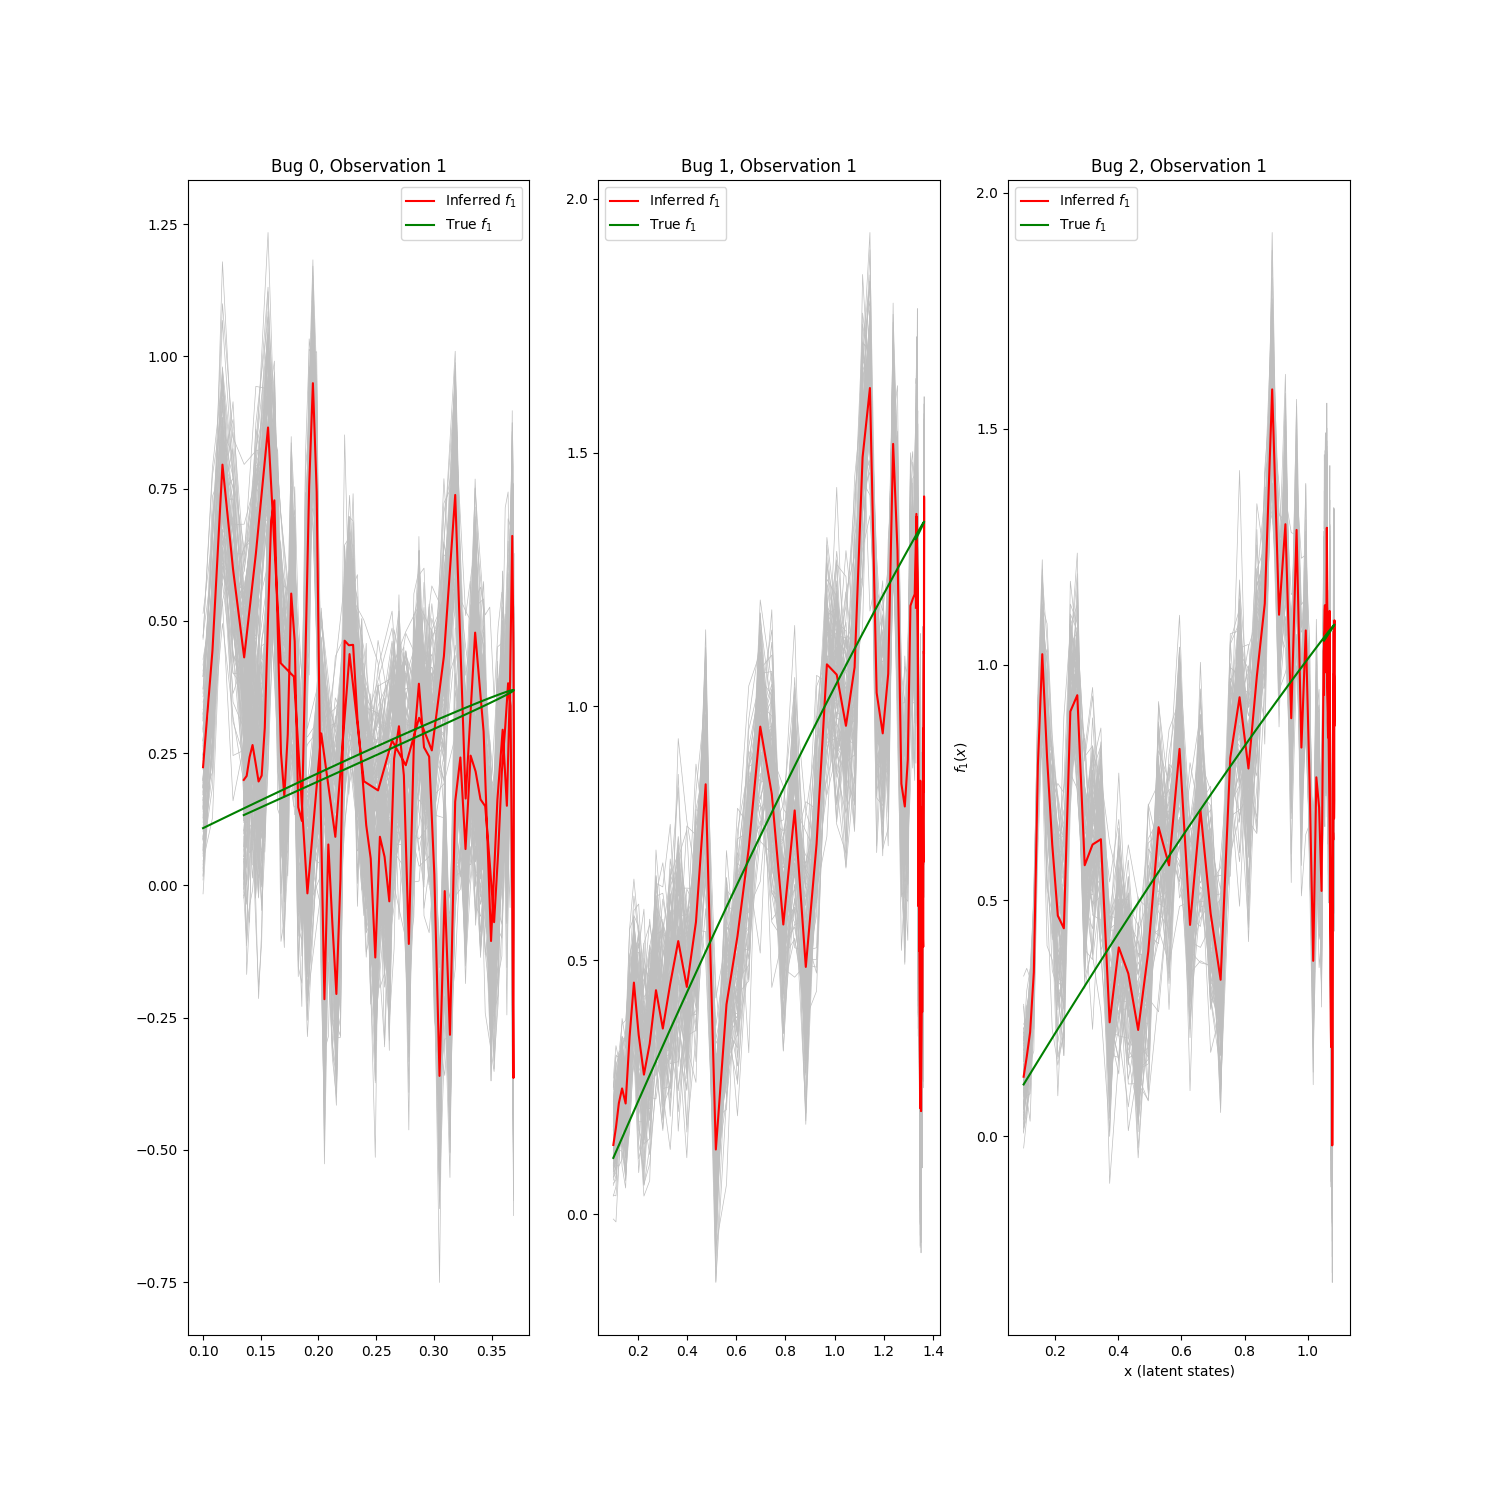 Bug 0, Observation 1
Inferred f₁
True f₁
1.25
1.00
0.75
0.50
0.25
0.00
−0.25
−0.50
−0.75
0.10 0.15 0.20 0.25 0.30 0.35
Bug 1, Observation 1
Inferred f₁
True f₁
2.0
1.5
1.0
0.5
0.0
0.2 0.4 0.6 0.8 1.0 1.2 1.4
Bug 2, Observation 1
Inferred f₁
True f₁
f₁(x)
2.0
1.5
1.0
0.5
0.0
0.2 0.4 0.6 0.8 1.0
x (latent states)